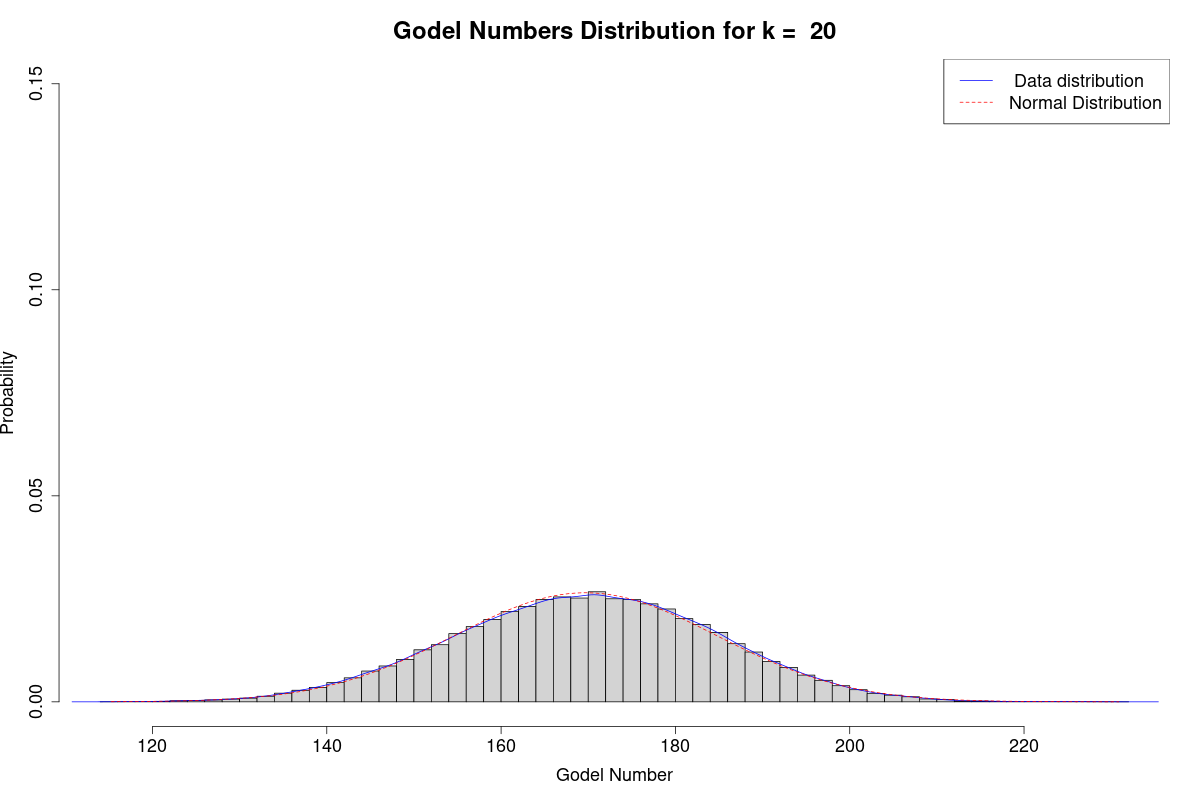 Godel Numbers Distribution for k =  20
Data distribution
Normal Distribution
0.15
0.10
0.05
0.00
Probability
120 140 160 180 200 220
Godel Number